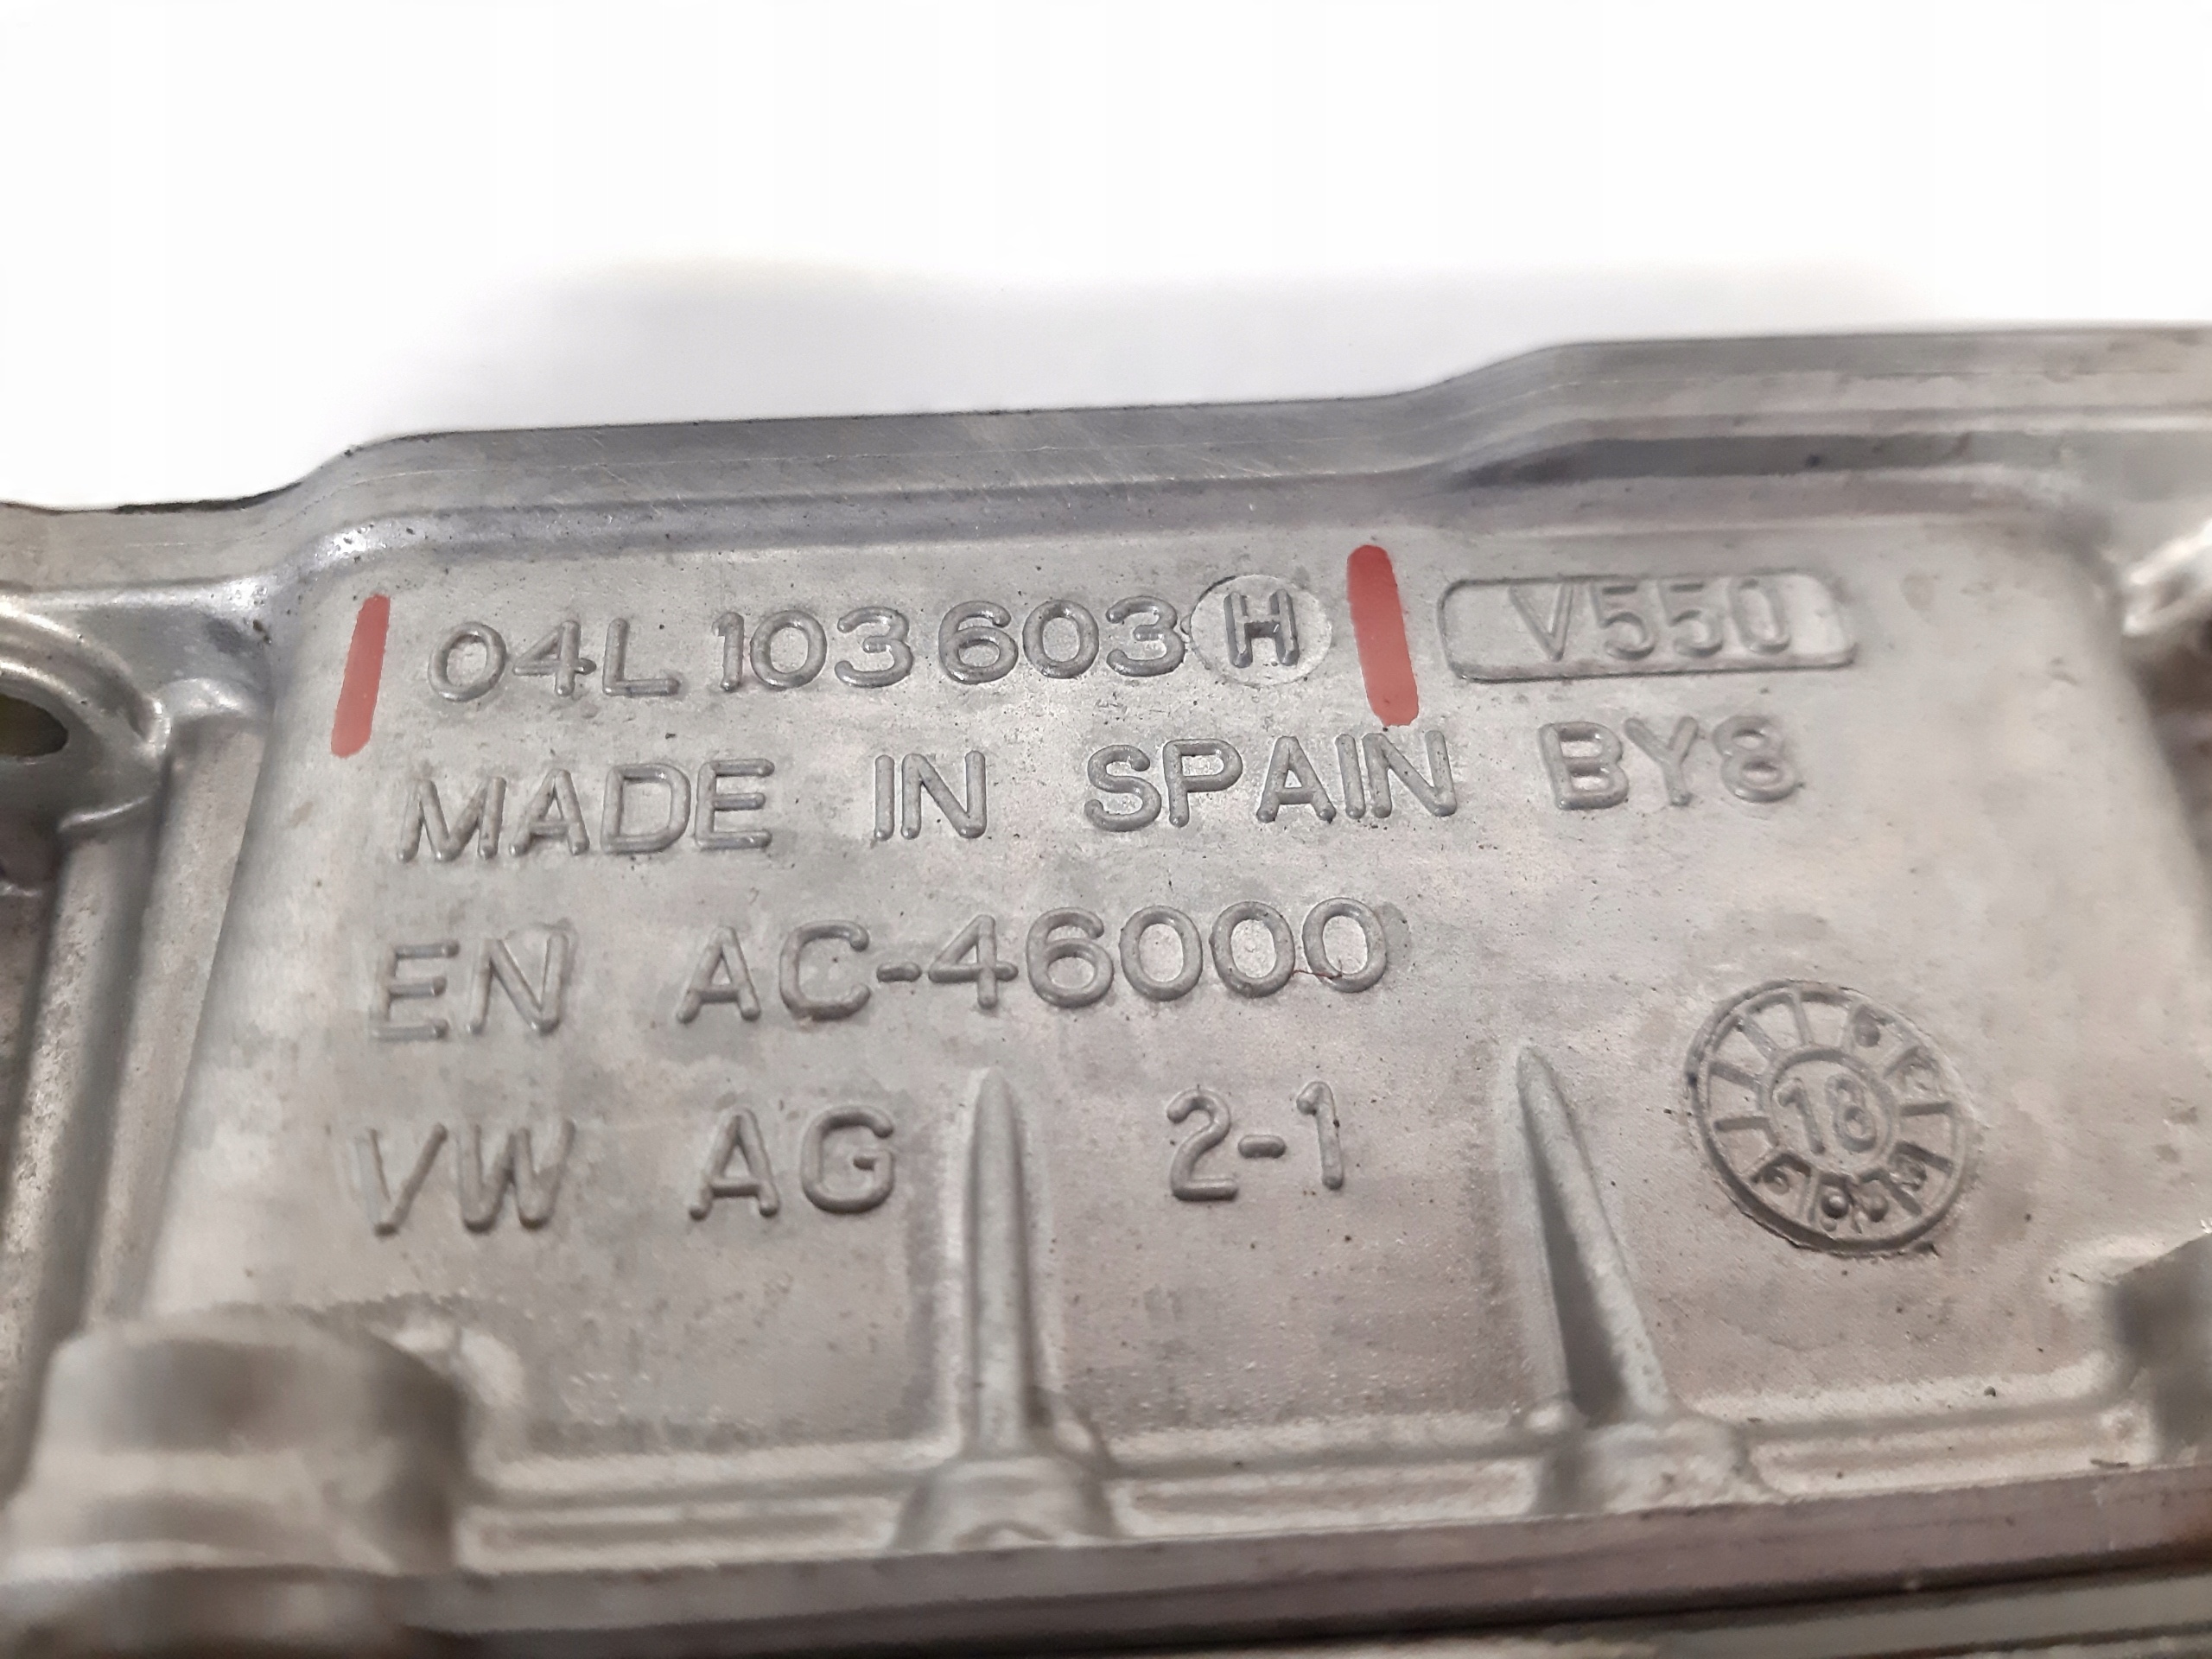 04L 103 603 H V550
MADE IN SPAIN BY8
EN AC-46000
VW AG 2-1
18